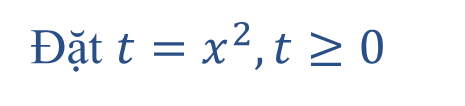 Đặt t = x², t ≥ 0